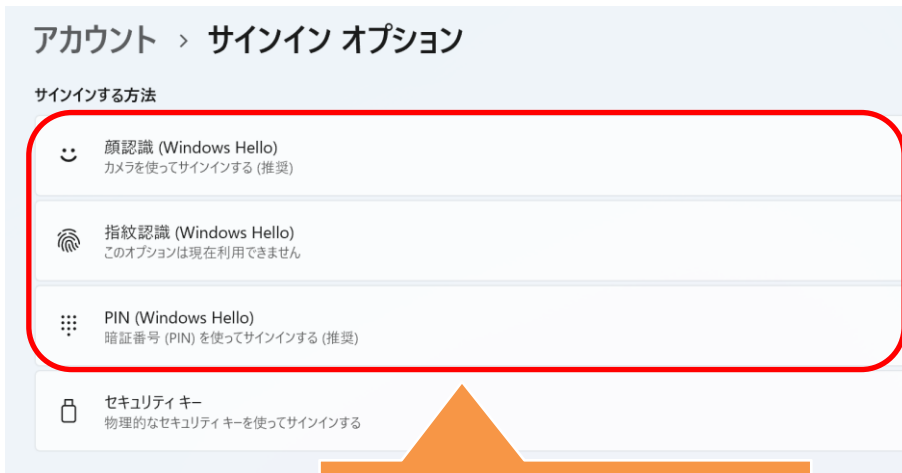 アカウント > サインイン オプション
サインインする方法
顔認識 (Windows Hello)
カメラを使ってサインインする (推奨)
指紋認識 (Windows Hello)
このオプションは現在利用できません
PIN (Windows Hello)
暗証番号 (PIN) を使ってサインインする (推奨)
セキュリティ キー
物理的なセキュリティ キーを使ってサインインする